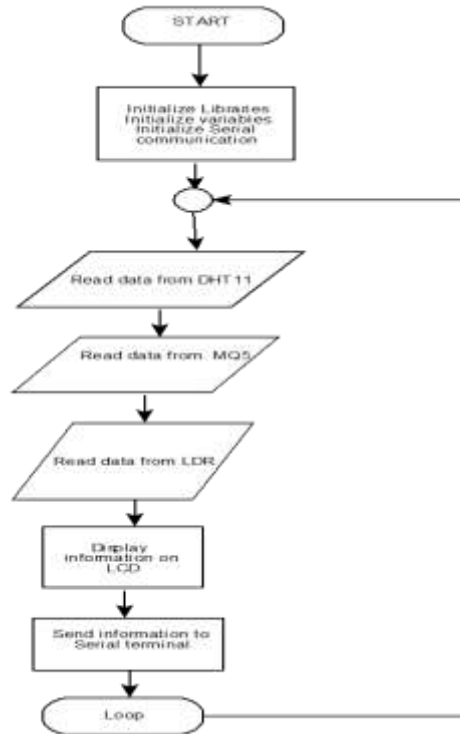 START
Initialize Libraries
Initialize variables
Initialize Serial
communication
Read data from DHT11
Read data from MQ5
Read data from LDR
Display
information on
LCD
Send information to
Serial terminal
Loop